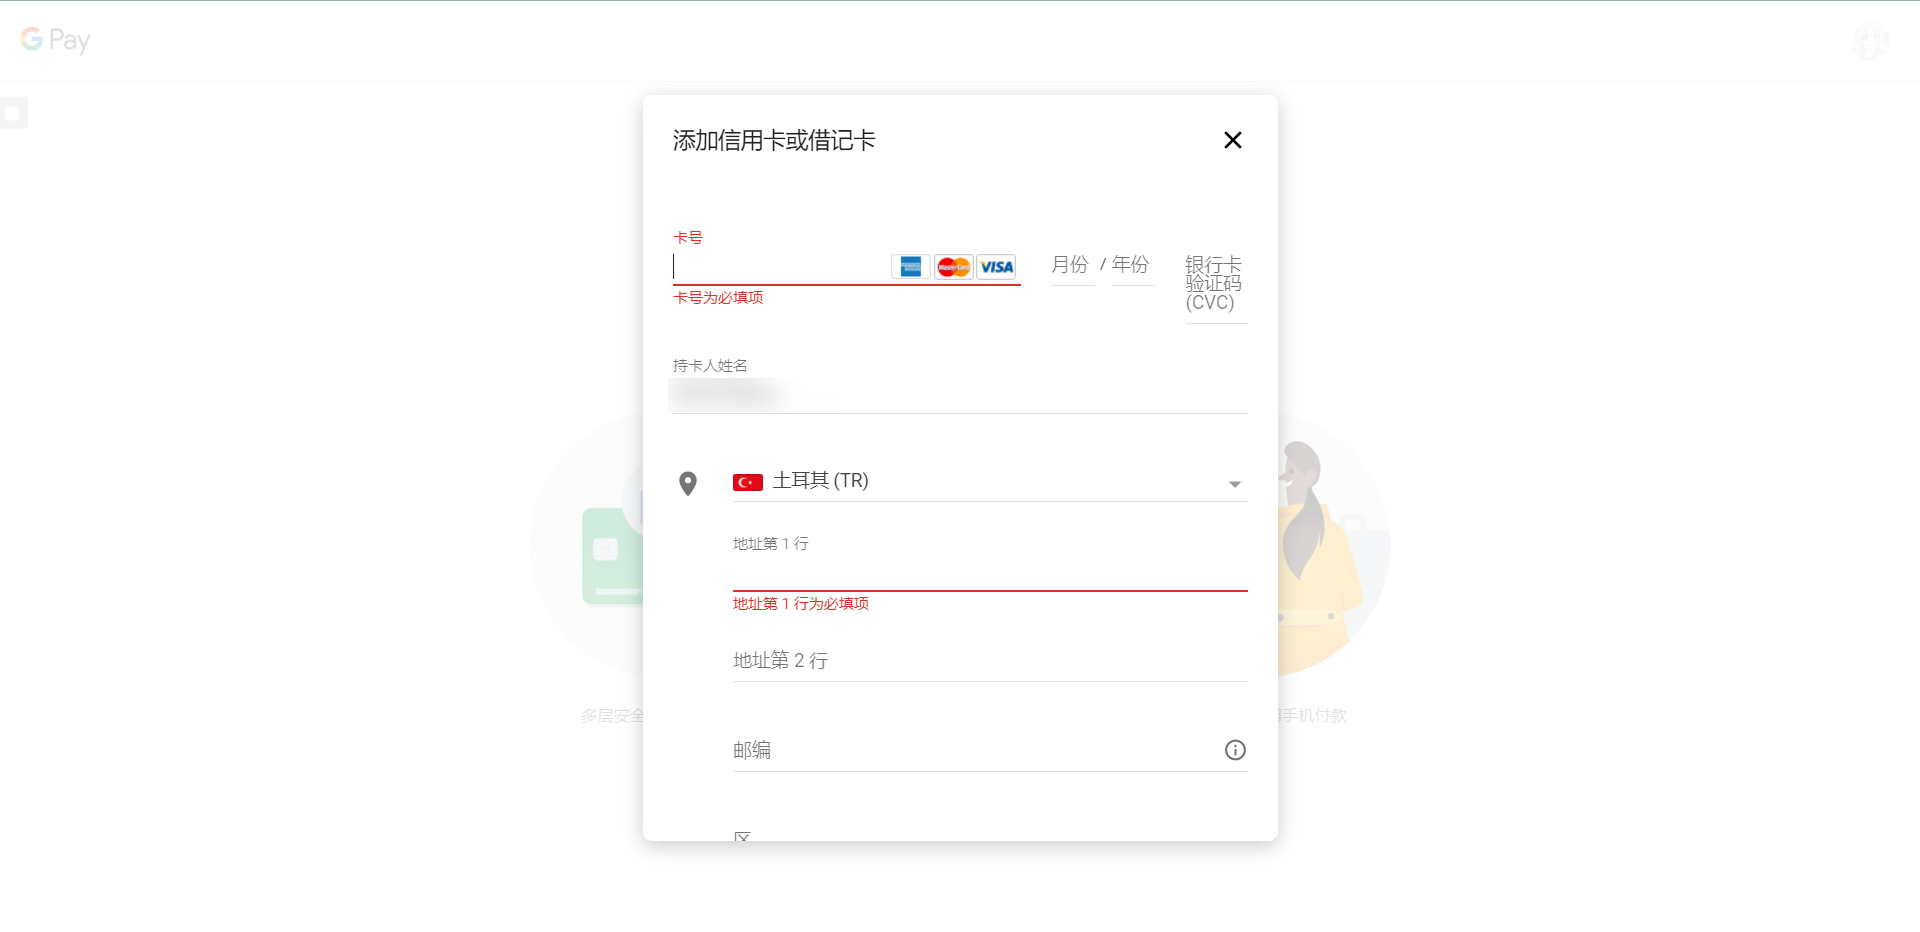 G Pay
添加信用卡或借记卡
卡号
VISA
月份 / 年份
银行卡
验证码
(CVC)
卡号为必填项
持卡人姓名
土耳其 (TR)
地址第 1 行
地址第 1 行为必填项
地址第 2 行
多层安全
手机付款
邮编
区